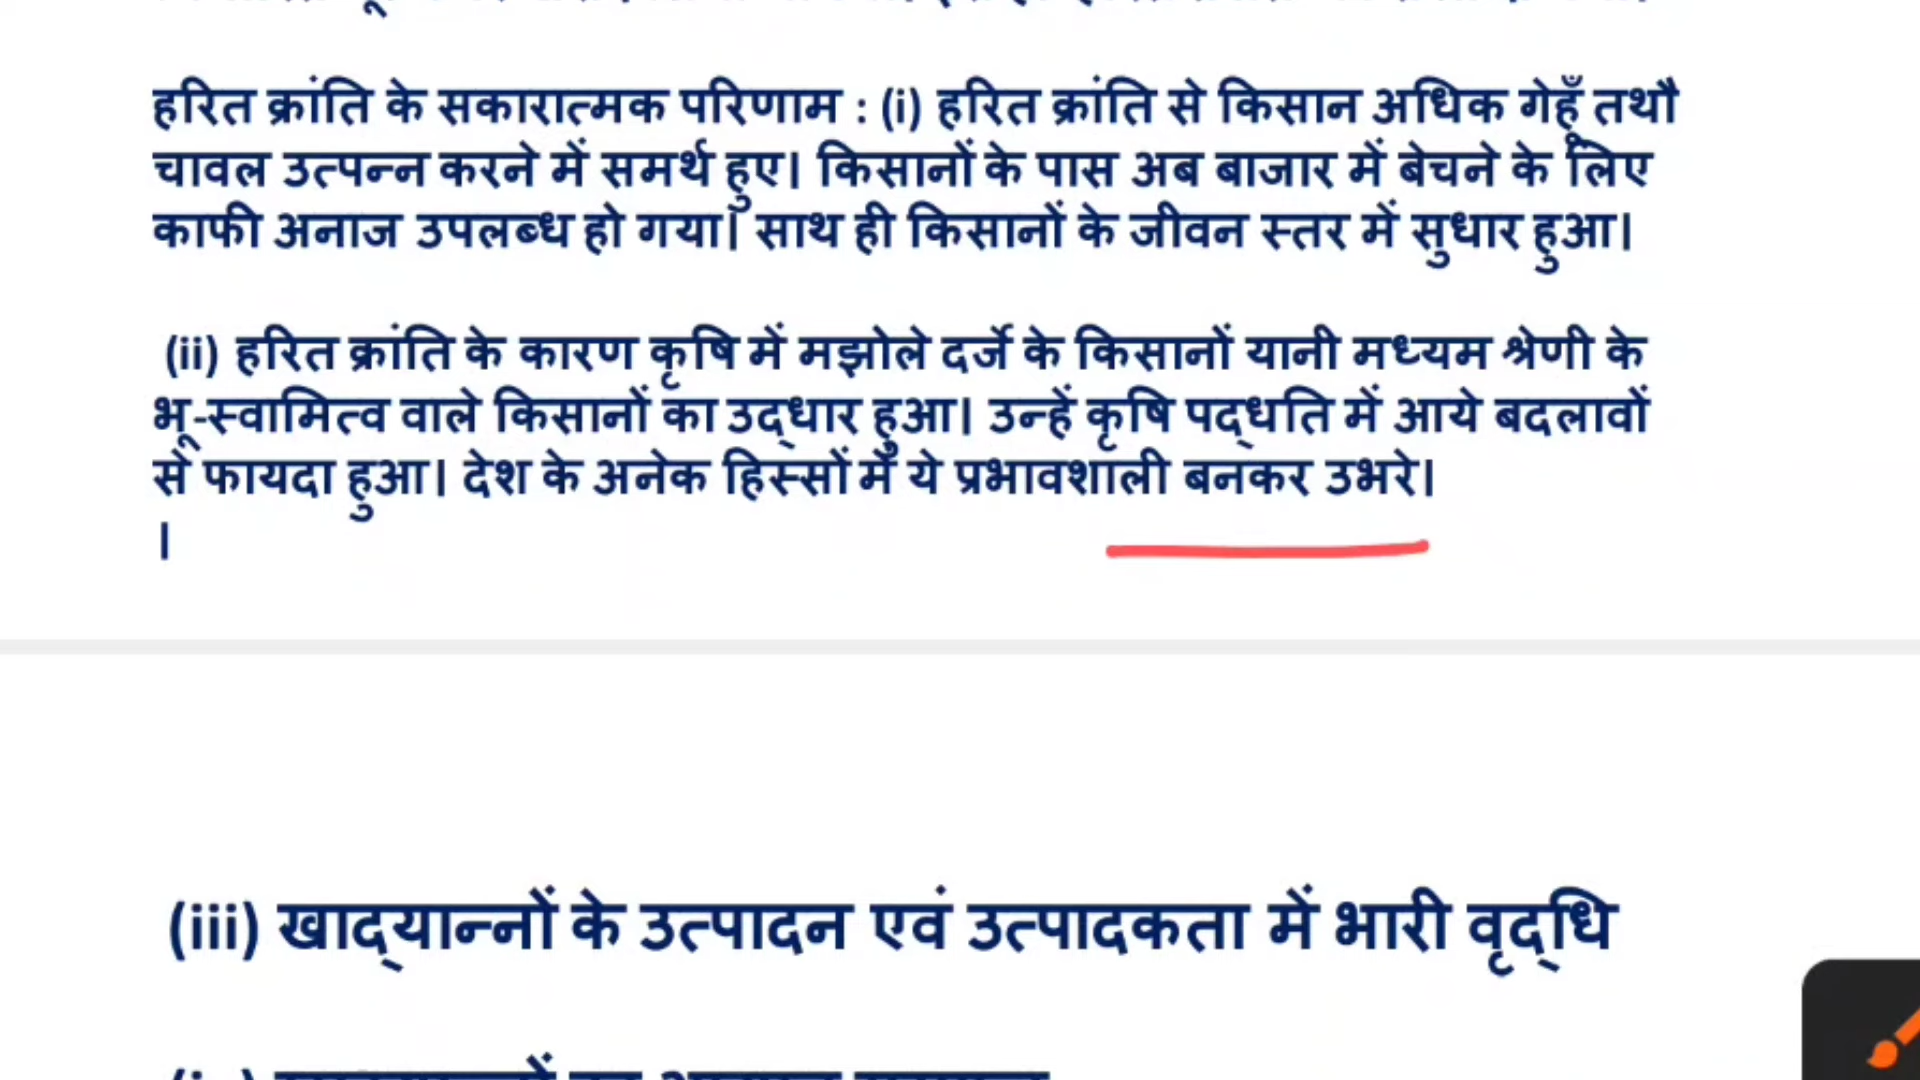 हरित क्रांति के सकारात्मक परिणाम : (i) हरित क्रांति से किसान अधिक गेहूँ तथौ
चावल उत्पन्न करने में समर्थ हुए। किसानों के पास अब बाजार में बेचने के लिए
काफी अनाज उपलब्ध हो गया। साथ ही किसानों के जीवन स्तर में सुधार हुआ।
(ii) हरित क्रांति के कारण कृषि में मझोले दर्जे के किसानों यानी मध्यम श्रेणी के
भू-स्वामित्व वाले किसानों का उद्धार हुआ। उन्हें कृषि पद्धति में आये बदलावों
से फायदा हुआ। देश के अनेक हिस्सों में ये प्रभावशाली बनकर उभरे।
।
(iii) खाद्यान्नों के उत्पादन एवं उत्पादकता में भारी वृद्धि